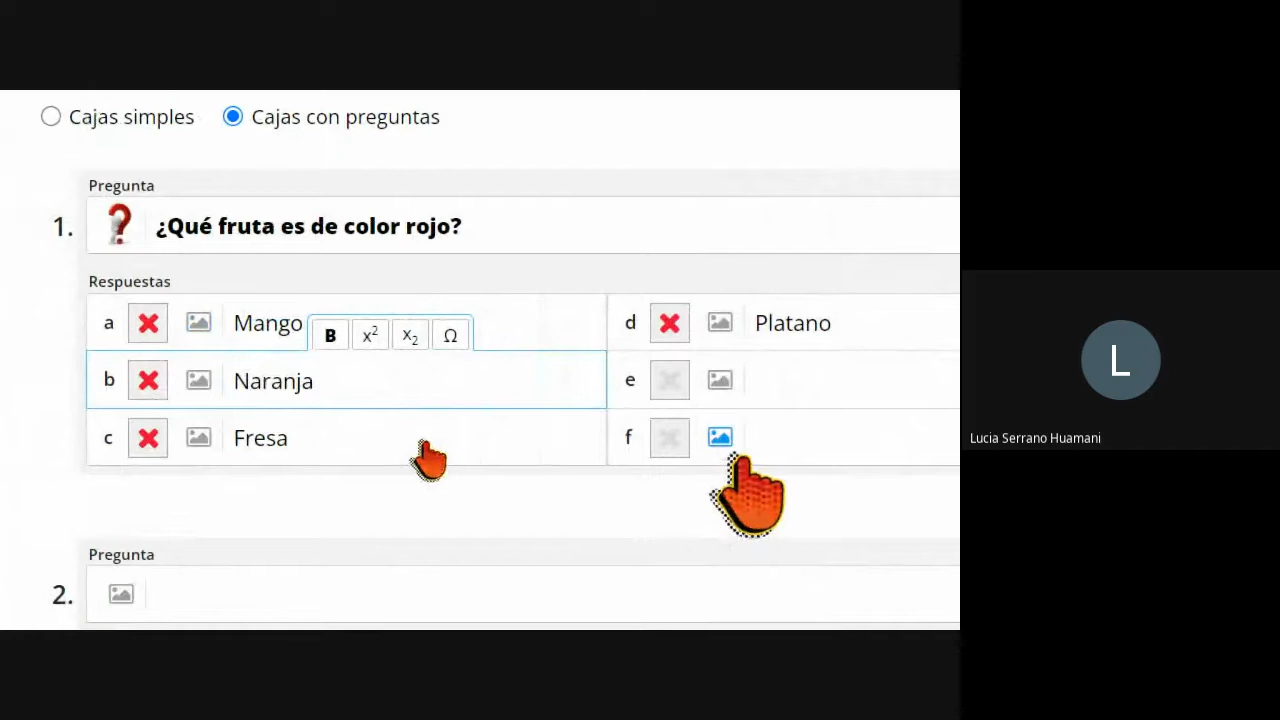 Cajas simples Cajas con preguntas
Pregunta
1. ¿Qué fruta es de color rojo?
Respuestas
a Mango
B x² x₂ Ω
d Platano
b Naranja
e
c Fresa
f
Pregunta
2.
L
Lucia Serrano Huamani